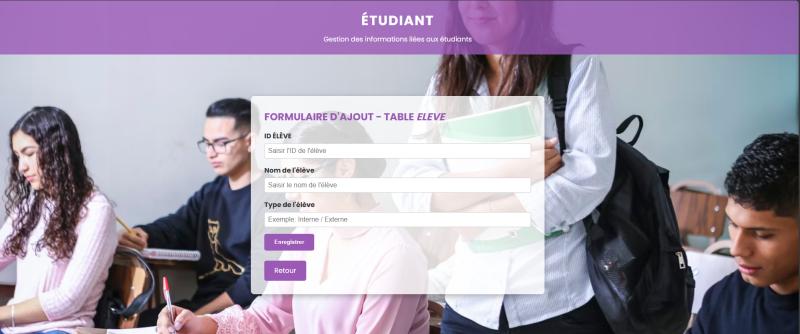 ÉTUDIANT
Gestion des informations liées aux étudiants
FORMULAIRE D'AJOUT - TABLE ELEVE
ID ÉLÈVE
Saisir l'ID de l'élève
Nom de l'élève
Saisir le nom de l'élève
Type de l'élève
Exemple: Interne / Externe
Enregistrer
Retour